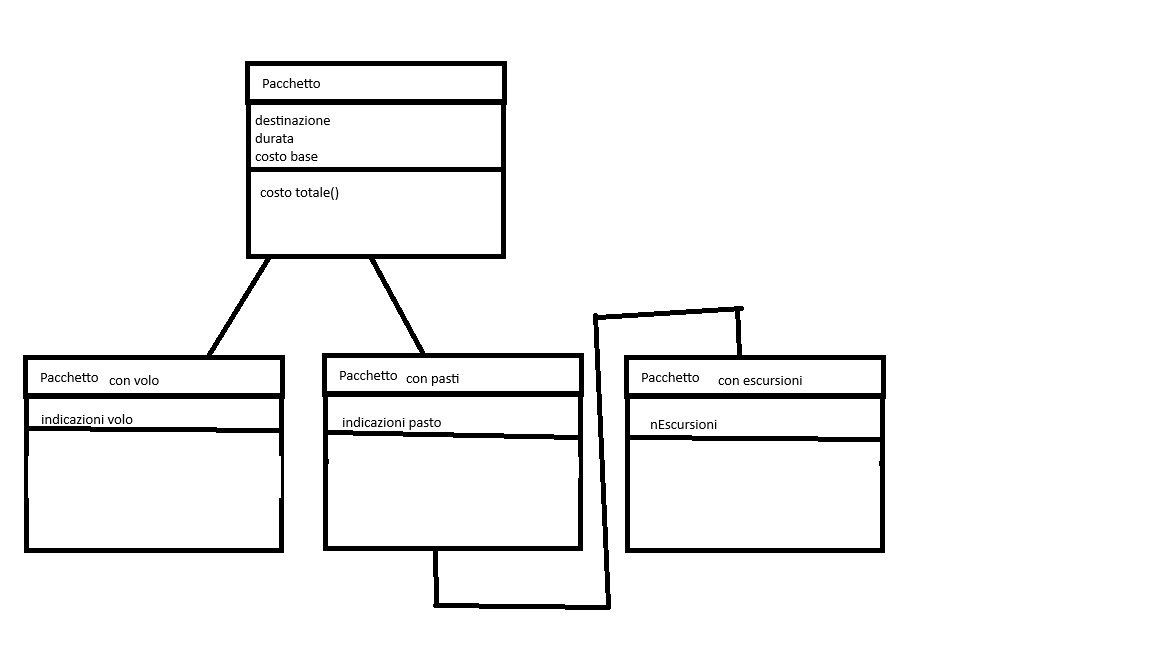 Pacchetto
destinazione
durata
costo base
costo totale()
Pacchetto con volo
indicazioni volo
Pacchetto con pasti
indicazioni pasto
Pacchetto con escursioni
nEscursioni